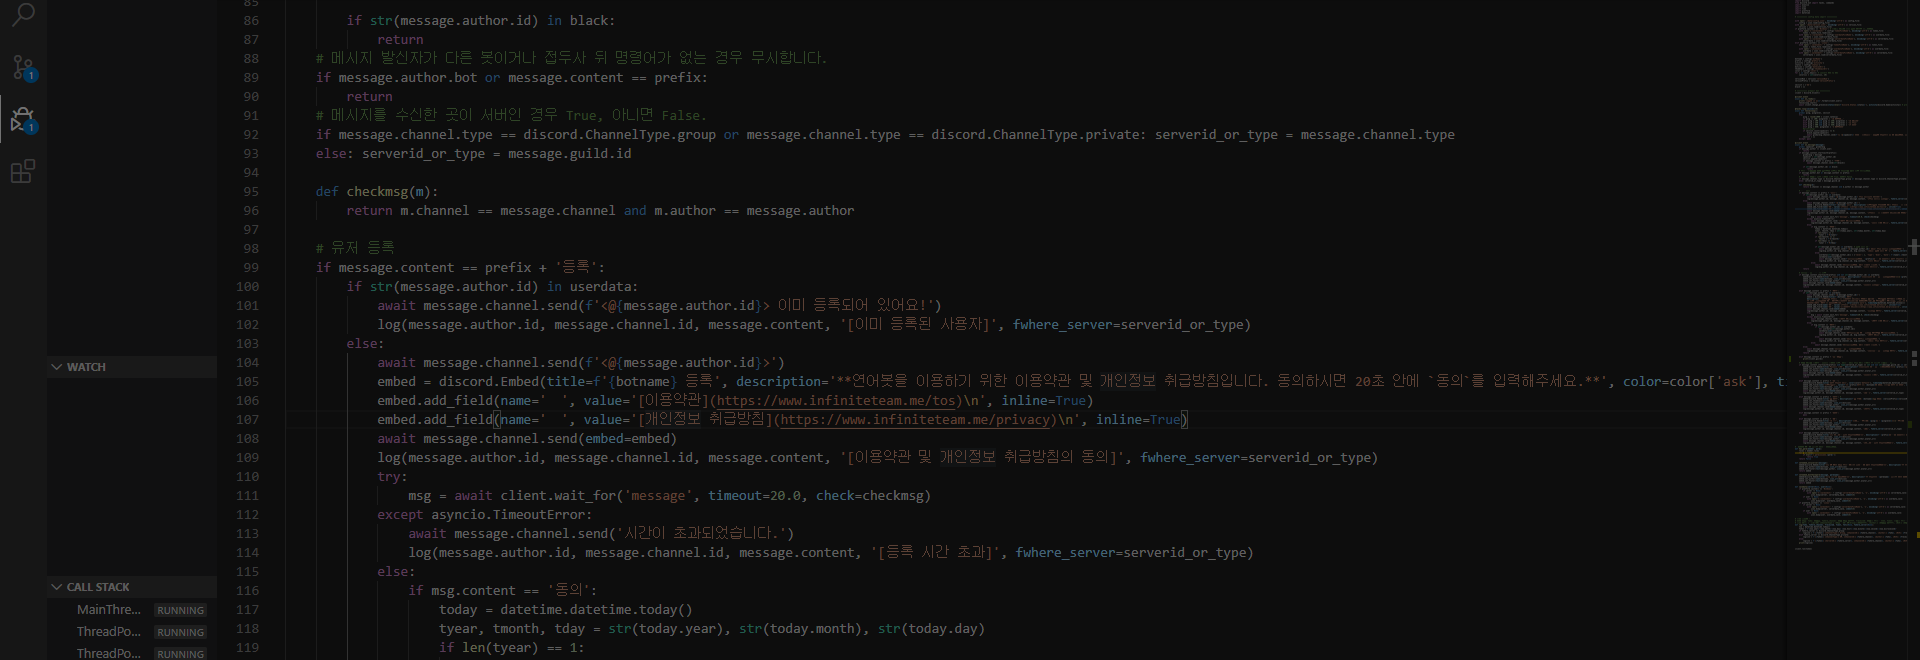 85
86 if str(message.author.id) in black:
87 return
88 # 메시지 발신자가 다른 봇이거나 접두사 뒤 명령어가 없는 경우 무시합니다.
89 if message.author.bot or message.content == prefix:
90 return
91 # 메시지를 수신한 곳이 서버인 경우 True, 아니면 False.
92 if message.channel.type == discord.ChannelType.group or message.channel.type == discord.ChannelType.private: serverid_or_type = message.channel.type
93 else: serverid_or_type = message.guild.id
94
95 def checkmsg(m):
96 return m.channel == message.channel and m.author == message.author
97
98 # 유저 등록
99 if message.content == prefix + '등록':
100 if str(message.author.id) in userdata:
101 await message.channel.send(f'<@{message.author.id}> 이미 등록되어 있어요!')
102 log(message.author.id, message.channel.id, message.content, '[이미 등록된 사용자]', fwhere_server=serverid_or_type)
103 else:
104 await message.channel.send(f'<@{message.author.id}>')
105 embed = discord.Embed(title=f'{botname} 등록', description='**연어봇을 이용하기 위한 이용약관 및 개인정보 취급방침입니다. 동의하시면 20초 안에 `동의`를 입력해주세요.**', color=color['ask'], t
106 embed.add_field(name='  ', value='[이용약관](https://www.infiniteteam.me/tos)\n', inline=True)
107 embed.add_field(name='  ', value='[개인정보 취급방침](https://www.infiniteteam.me/privacy)\n', inline=True)
108 await message.channel.send(embed=embed)
109 log(message.author.id, message.channel.id, message.content, '[이용약관 및 개인정보 취급방침의 동의]', fwhere_server=serverid_or_type)
110 try:
111 msg = await client.wait_for('message', timeout=20.0, check=checkmsg)
112 except asyncio.TimeoutError:
113 await message.channel.send('시간이 초과되었습니다.')
114 log(message.author.id, message.channel.id, message.content, '[등록 시간 초과]', fwhere_server=serverid_or_type)
115 else:
116 if msg.content == '동의':
117 today = datetime.datetime.today()
118 tyear, tmonth, tday = str(today.year), str(today.month), str(today.day)
119 if len(tyear) == 1:
1
1
WATCH
CALL STACK
MainThre... RUNNING
ThreadPo... RUNNING
ThreadPo... RUNNING